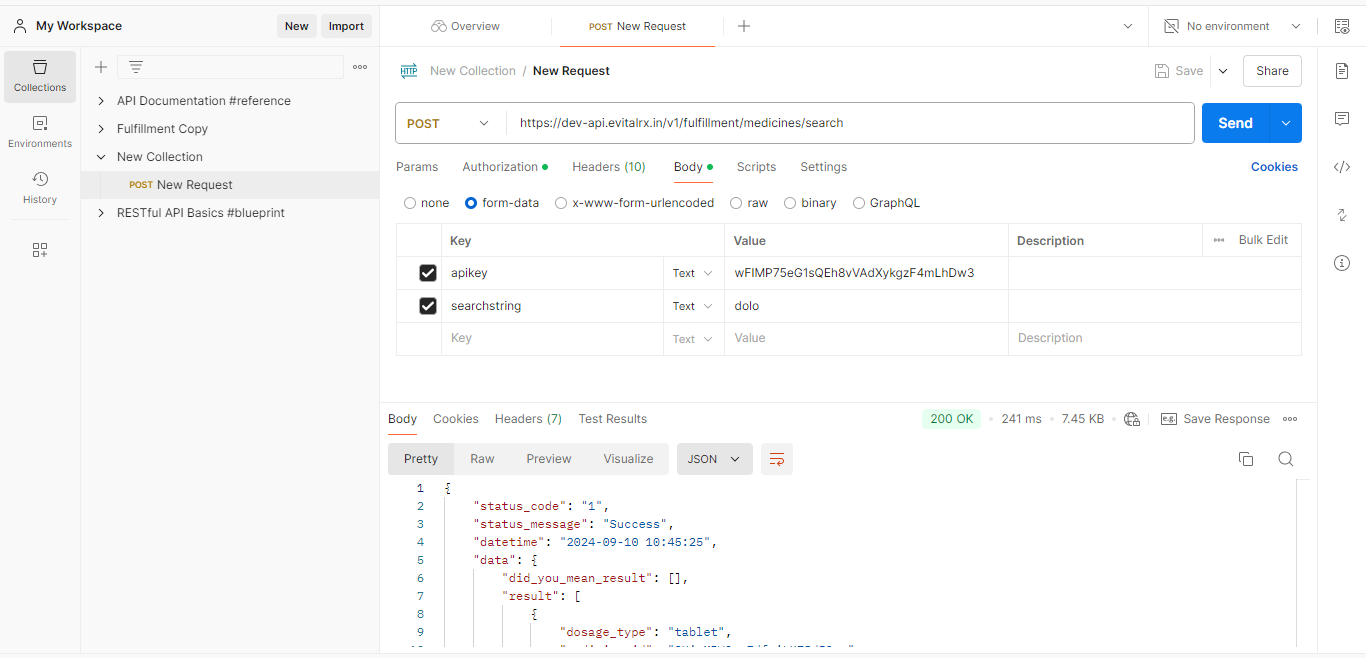 My Workspace
New
Import
Overview
POST New Request
No environment
Collections
Environments
History
API Documentation #reference
Fulfillment Copy
New Collection
POST New Request
RESTful API Basics #blueprint
HTTP New Collection / New Request
Save
Share
POST
https://dev-api.evitalrx.in/v1/fulfillment/medicines/search
Send
Params
Authorization
Headers (10)
Body
Scripts
Settings
Cookies
none
form-data
x-www-form-urlencoded
raw
binary
GraphQL
Key Value Description Bulk Edit
apikey Text wFIMP75eG1sQEh8vVAdXykgzF4mLhDw3
searchstring Text dolo
Key Text Value Description
Body
Cookies
Headers (7)
Test Results
200 OK
241 ms
7.45 KB
e.g. Save Response
Pretty
Raw
Preview
Visualize
JSON
1 {
2 "status_code": "1",
3 "status_message": "Success",
4 "datetime": "2024-09-10 10:45:25",
5 "data": {
6 "did_you_mean_result": [],
7 "result": [
8 {
9 "dosage_type": "tablet",